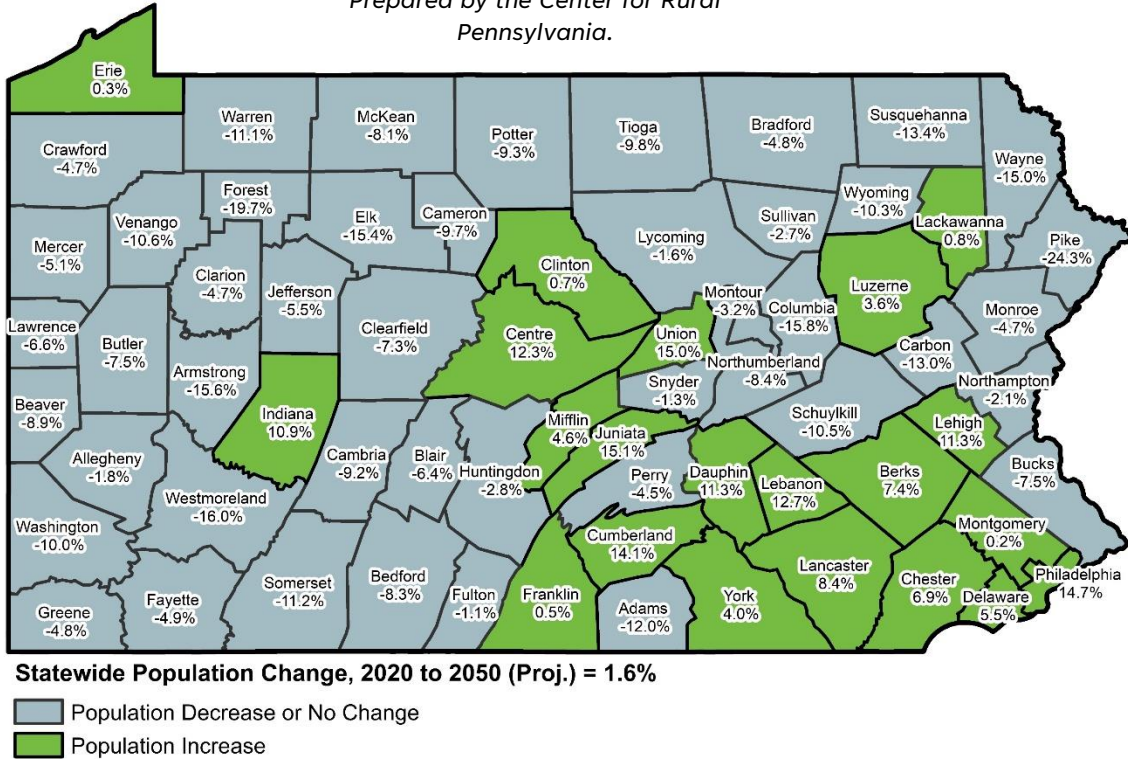 Prepared by the Center for Rural
Pennsylvania.
Erie
0.3%
Warren
-11.1%
McKean
-8.1%
Potter
-9.3%
Tioga
-9.8%
Bradford
-4.8%
Susquehanna
-13.4%
Wayne
-15.0%
Crawford
-4.7%
Forest
-19.7%
Venango
-10.6%
Elk
-15.4%
Cameron
-9.7%
Sullivan
-2.7%
Wyoming
-10.3%
Lackawanna
0.8%
Pike
-24.3%
Mercer
-5.1%
Clarion
-4.7%
Jefferson
-5.5%
Clinton
0.7%
Lycoming
-1.6%
Luzerne
3.6%
Monroe
-4.7%
Lawrence
-6.6%
Butler
-7.5%
Clearfield
-7.3%
Centre
12.3%
Union
15.0%
Montour
-3.2%
Columbia
-15.8%
Carbon
-13.0%
Armstrong
-15.6%
Northumberland
-8.4%
Snyder
-1.3%
Northampton
-2.1%
Beaver
-8.9%
Indiana
10.9%
Mifflin
4.6%
Juniata
15.1%
Schuylkill
-10.5%
Lehigh
11.3%
Allegheny
-1.8%
Cambria
-9.2%
Blair
-6.4%
Huntingdon
-2.8%
Perry
-4.5%
Dauphin
11.3%
Lebanon
12.7%
Berks
7.4%
Bucks
-7.5%
Westmoreland
-16.0%
Washington
-10.0%
Cumberland
14.1%
Montgomery
0.2%
Somerset
-11.2%
Bedford
-8.3%
Fulton
-1.1%
Franklin
0.5%
Adams
-12.0%
York
4.0%
Lancaster
8.4%
Chester
6.9%
Delaware
5.5%
Philadelphia
14.7%
Greene
-4.8%
Fayette
-4.9%
Statewide Population Change, 2020 to 2050 (Proj.) = 1.6%
Population Decrease or No Change
Population Increase